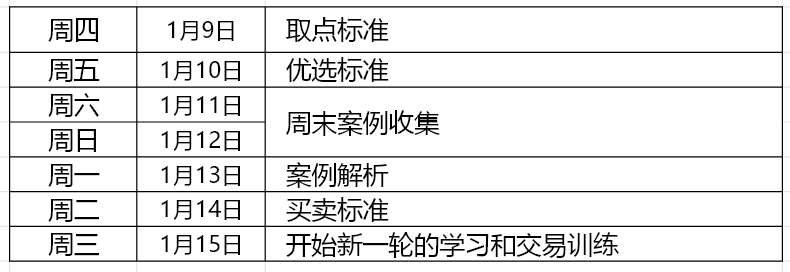 周四 1月9日 取点标准
周五 1月10日 优选标准
周六 1月11日 周末案例收集
周日 1月12日
周一 1月13日 案例解析
周二 1月14日 买卖标准
周三 1月15日 开始新一轮的学习和交易训练